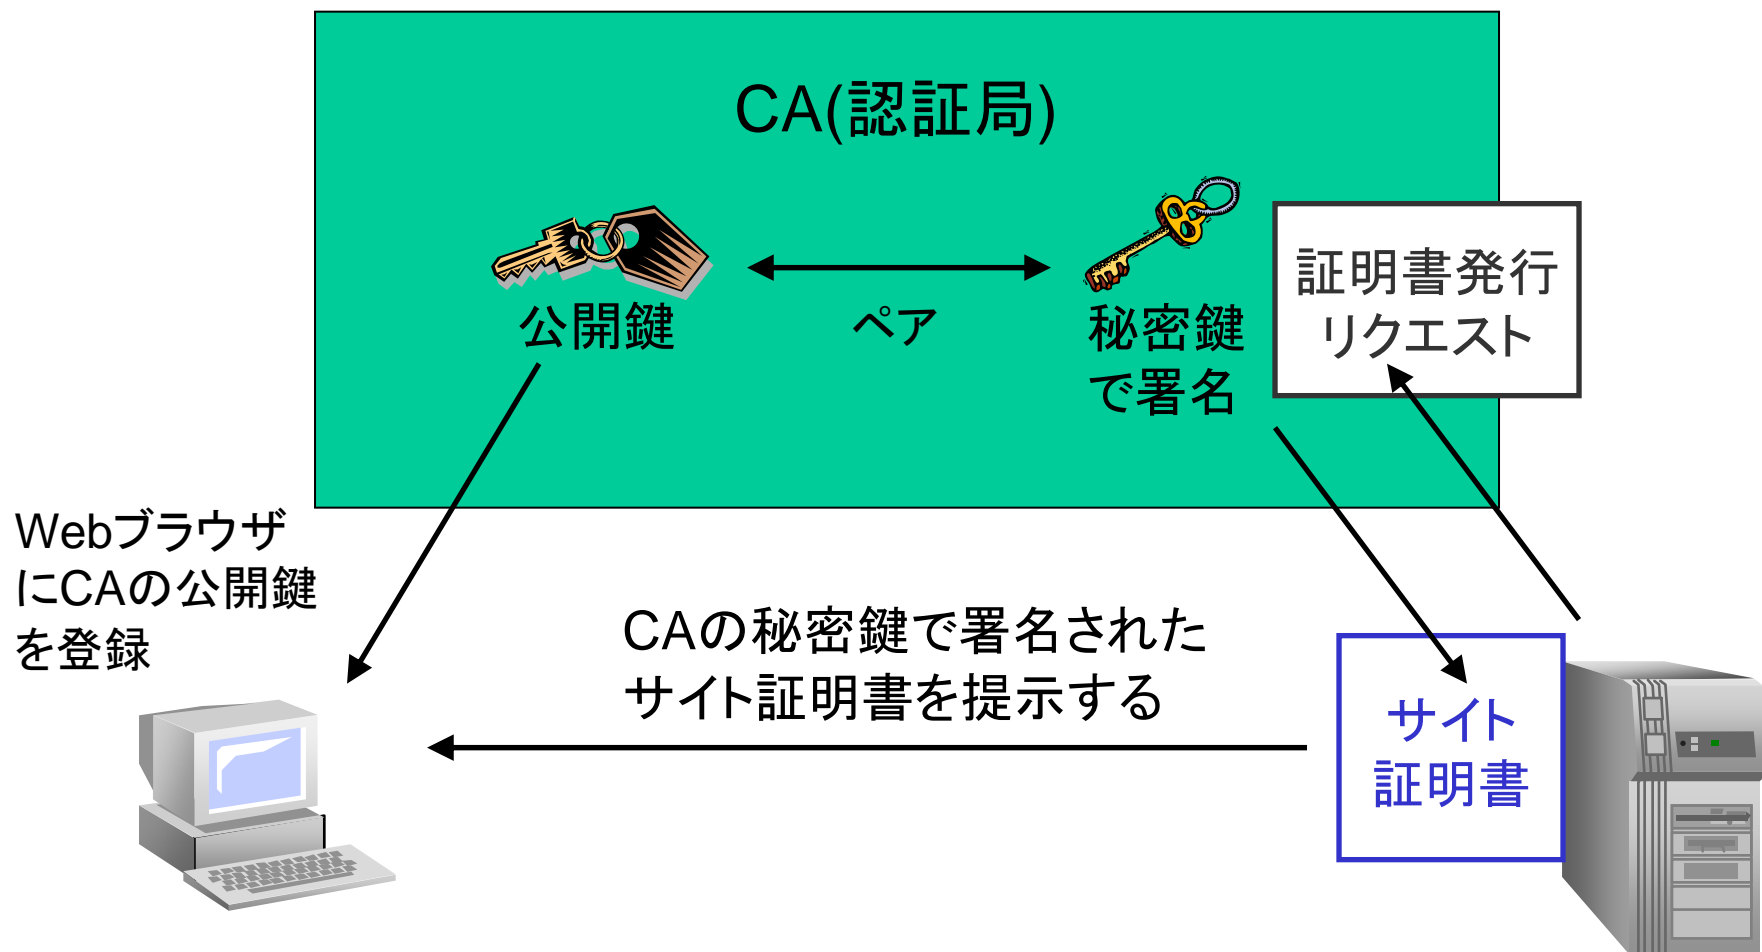 CA(認証局)
公開鍵
ペア
秘密鍵
で署名
証明書発行
リクエスト
Webブラウザ
にCAの公開鍵
を登録
CAの秘密鍵で署名された
サイト証明書を提示する
サイト
証明書